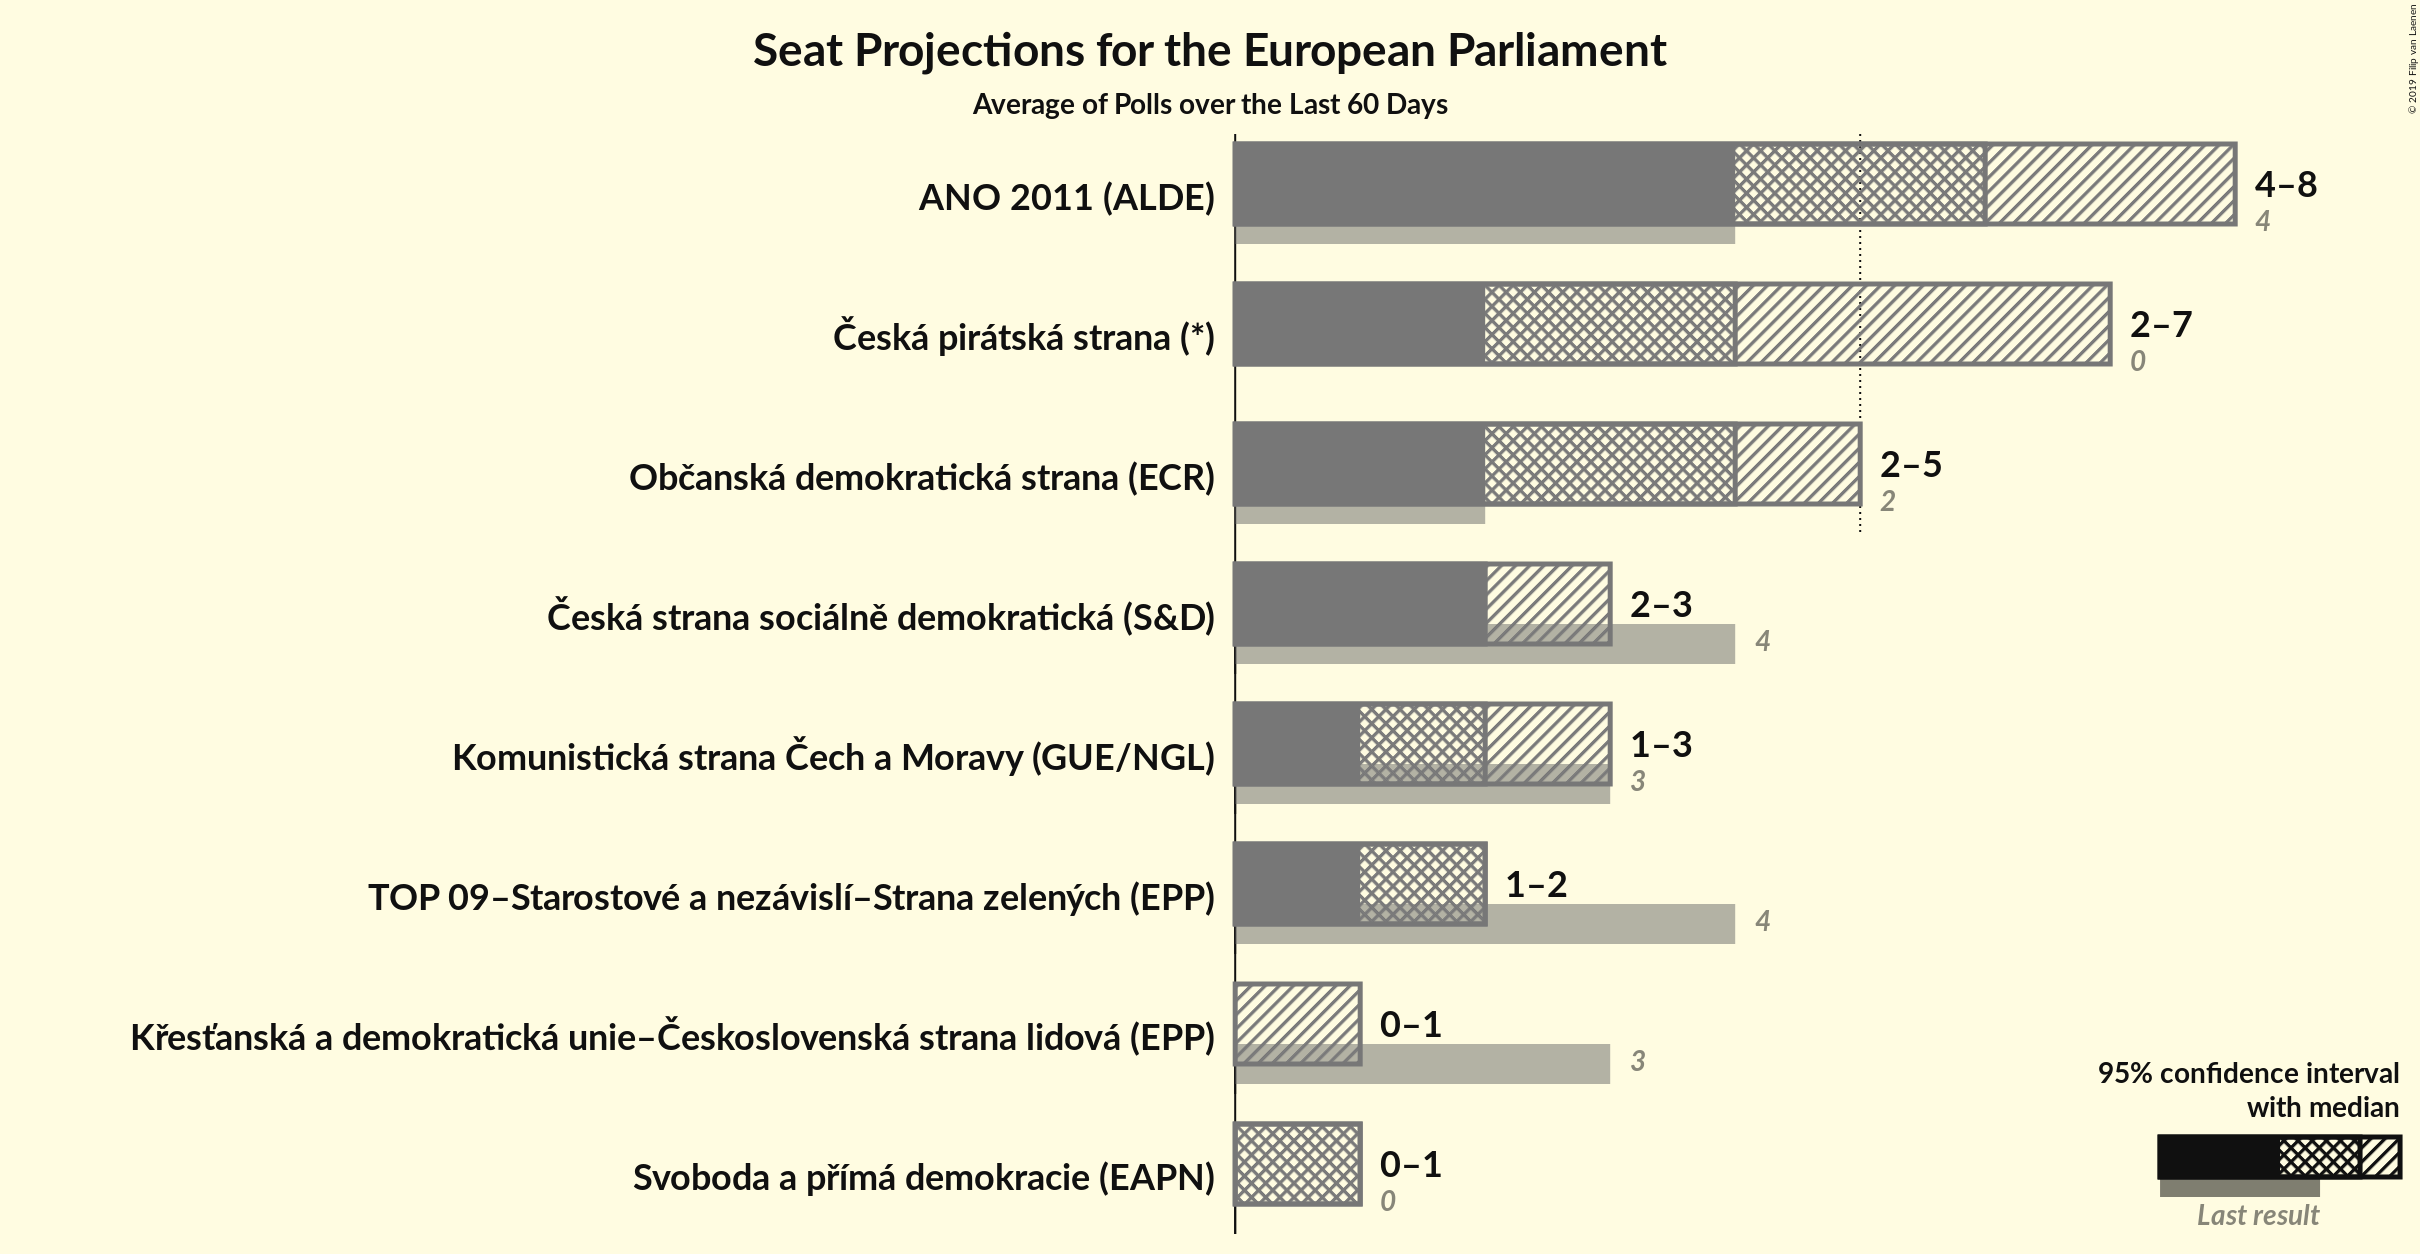 Seat Projections for the European Parliament
Average of Polls over the Last 60 Days
© 2019 Filip van Laenen
ANO 2011 (ALDE)
4–8
4
Česká pirátská strana (*)
2–7
0
Občanská demokratická strana (ECR)
2–5
2
Česká strana sociálně demokratická (S&D)
2–3
4
Komunistická strana Čech a Moravy (GUE/NGL)
1–3
3
TOP 09–Starostové a nezávislí–Strana zelených (EPP)
1–2
4
Křesťanská a demokratická unie–Československá strana lidová (EPP)
0–1
3
Svoboda a přímá demokracie (EAPN)
0–1
0
95% confidence interval
with median
Last result